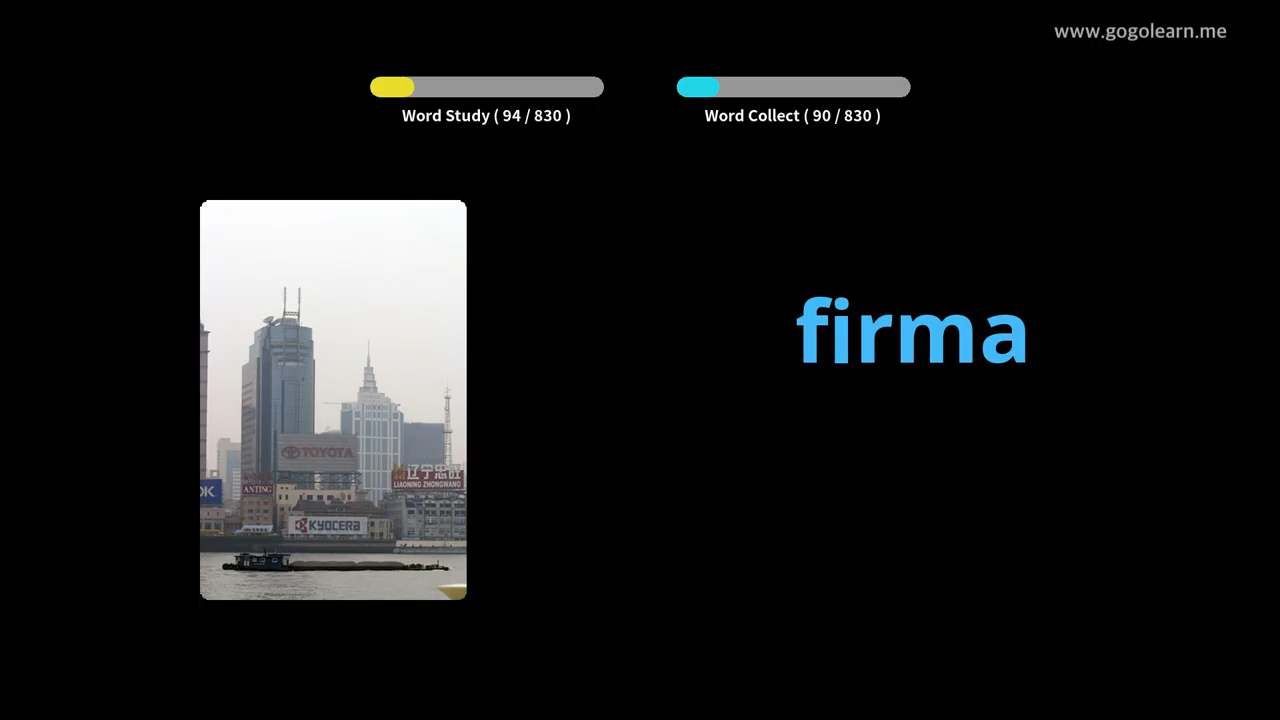 www.gogolearn.me
Word Study ( 94 / 830 )
Word Collect ( 90 / 830 )
firma
TOYOTA
辽宁忠旺
LIAONING ZHONGWANG
OK
ANTING
KYOCERA